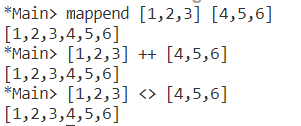 *Main> mappend [1,2,3] [4,5,6]
[1,2,3,4,5,6]
*Main> [1,2,3] ++ [4,5,6]
[1,2,3,4,5,6]
*Main> [1,2,3] <> [4,5,6]
[1,2,3,4,5,6]